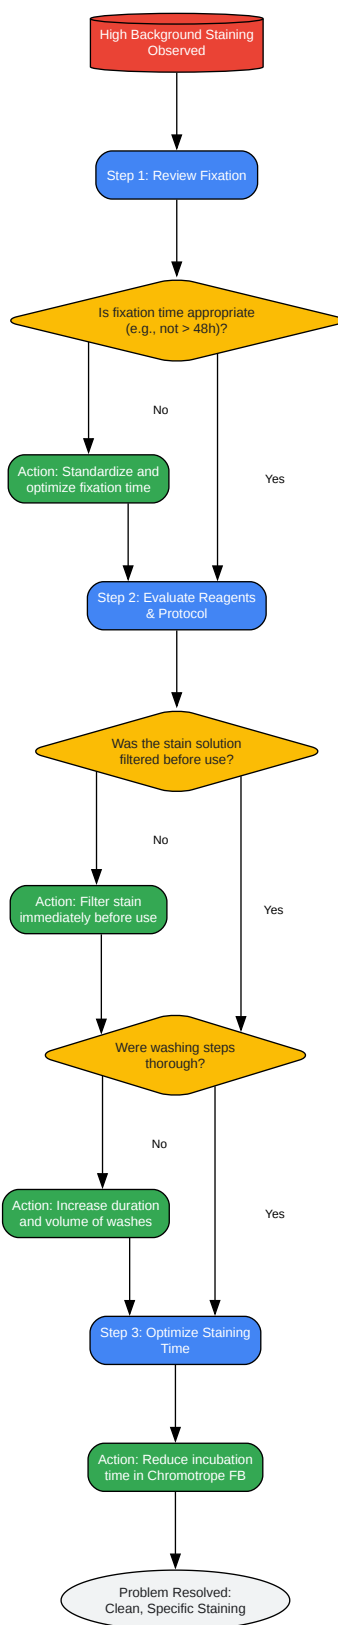 High Background Staining
Observed
Step 1: Review Fixation
Is fixation time appropriate
(e.g., not > 48h)?
No
Yes
Action: Standardize and
optimize fixation time
Step 2: Evaluate Reagents
& Protocol
Was the stain solution
filtered before use?
No
Yes
Action: Filter stain
immediately before use
Were washing steps
thorough?
No
Yes
Action: Increase duration
and volume of washes
Step 3: Optimize Staining
Time
Action: Reduce incubation
time in Chromotrope FB
Problem Resolved:
Clean, Specific Staining